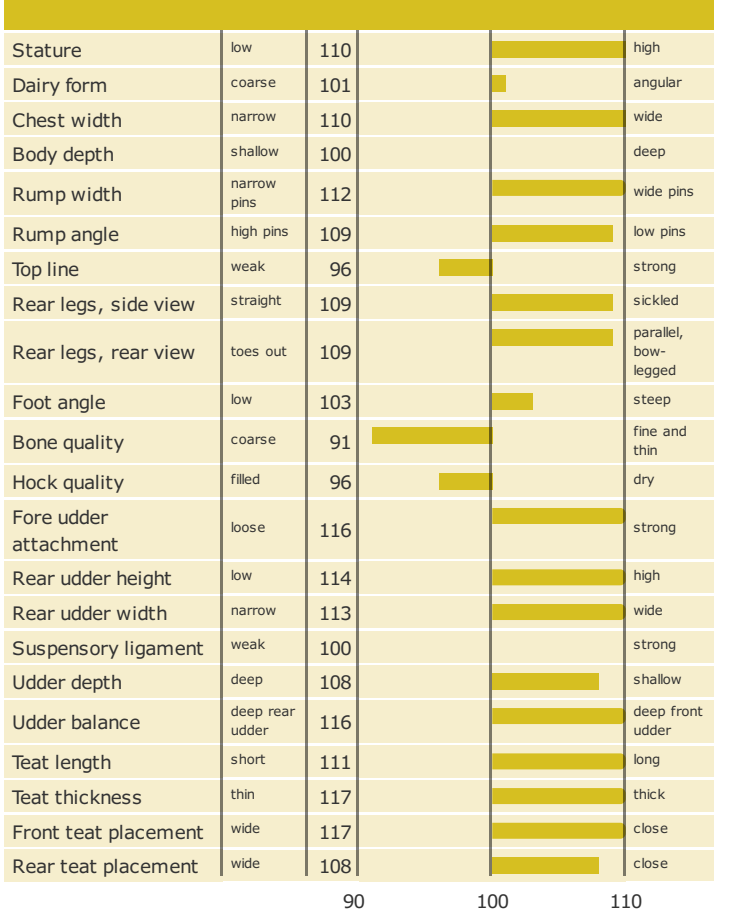 Stature low 110 high
Dairy form coarse 101 angular
Chest width narrow 110 wide
Body depth shallow 100 deep
Rump width narrow pins 112 wide pins
Rump angle high pins 109 low pins
Top line weak 96 strong
Rear legs, side view straight 109 sickled
Rear legs, rear view toes out 109 parallel, bow-legged
Foot angle low 103 steep
Bone quality coarse 91 fine and thin
Hock quality filled 96 dry
Fore udder attachment loose 116 strong
Rear udder height low 114 high
Rear udder width narrow 113 wide
Suspensory ligament weak 100 strong
Udder depth deep 108 shallow
Udder balance deep rear udder 116 deep front udder
Teat length short 111 long
Teat thickness thin 117 thick
Front teat placement wide 117 close
Rear teat placement wide 108 close
90 100 110